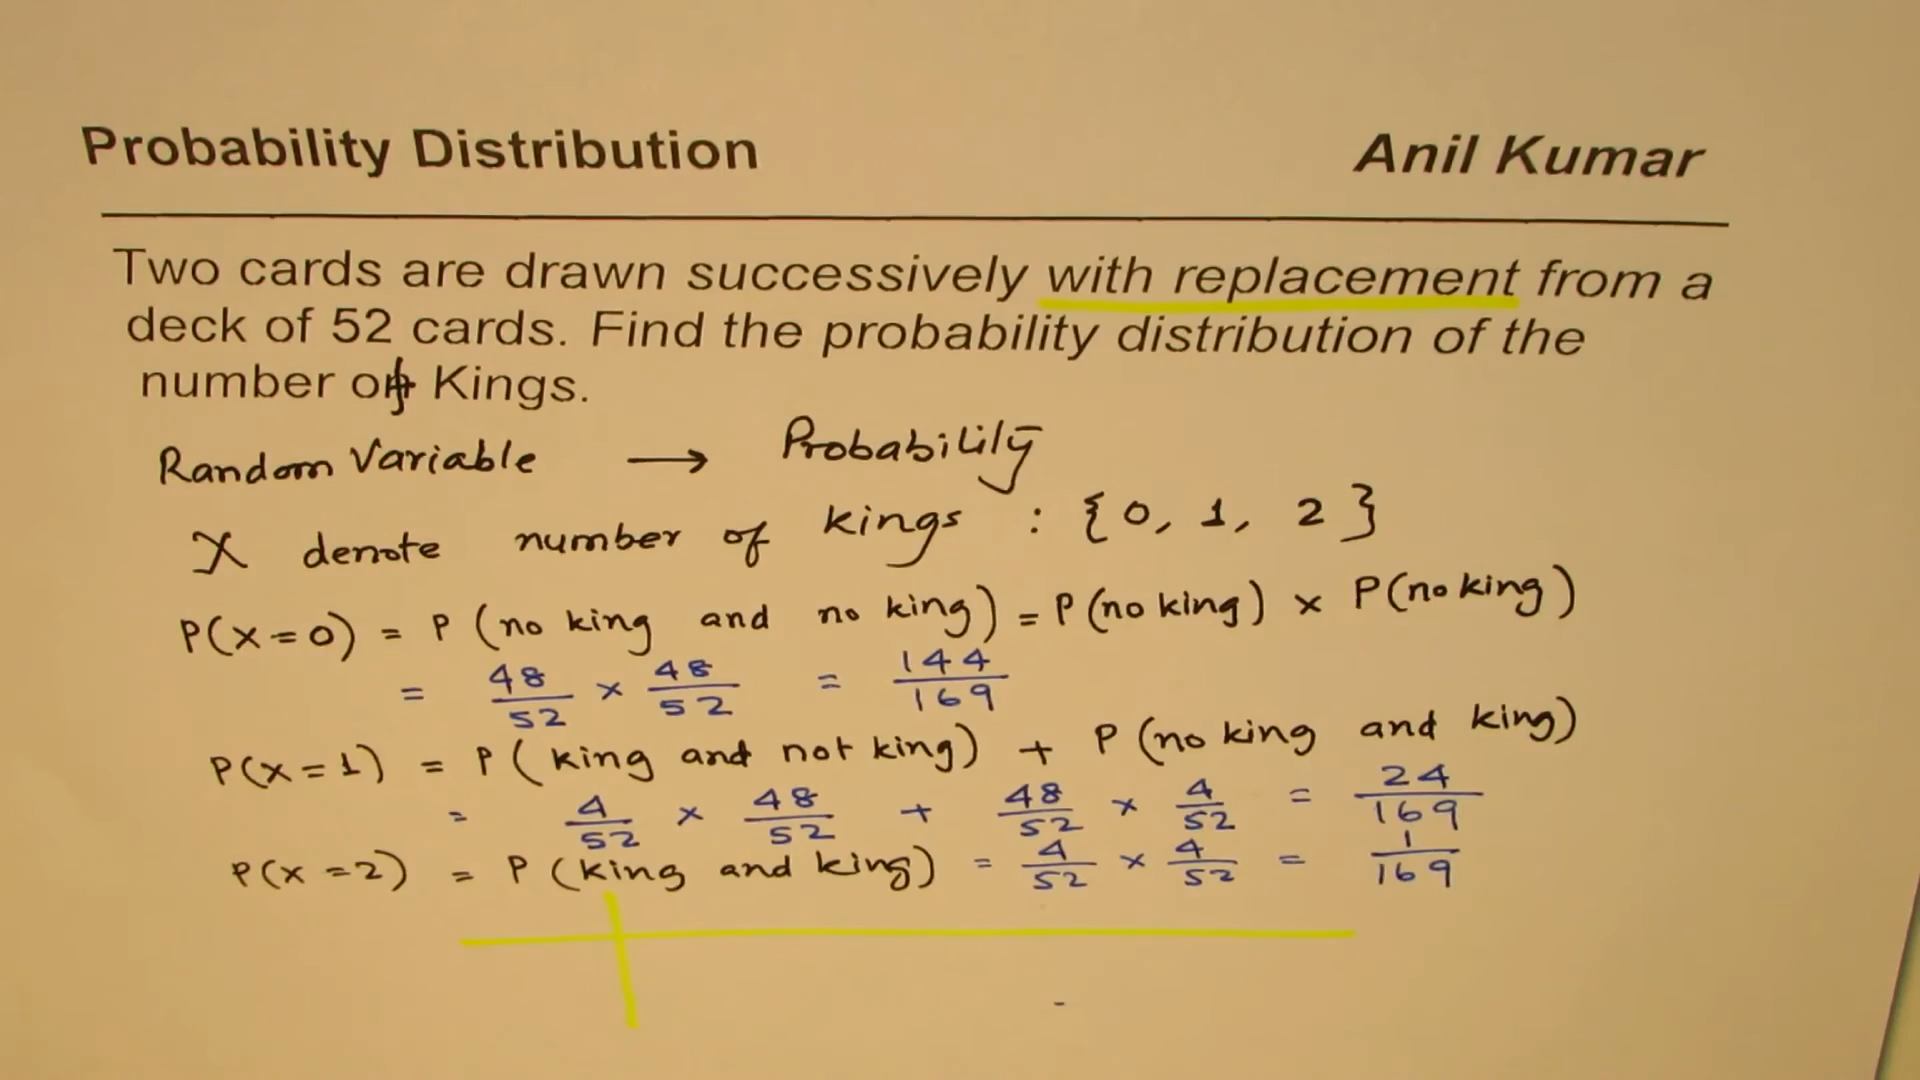 Probability Distribution Anil Kumar
Two cards are drawn successively with replacement from a
deck of 52 cards. Find the probability distribution of the
number of Kings.
Random Variable → Probability
X denote number of kings : {0, 1, 2}
P(X=0) = P (no king and no king) = P(no king) × P(no king)
= 48/52 × 48/52 = 144/169
P(X=1) = P (king and not king) + P (no king and king)
= 4/52 × 48/52 + 48/52 × 4/52 = 24/169
P(X=2) = P (king and king) = 4/52 × 4/52 = 1/169